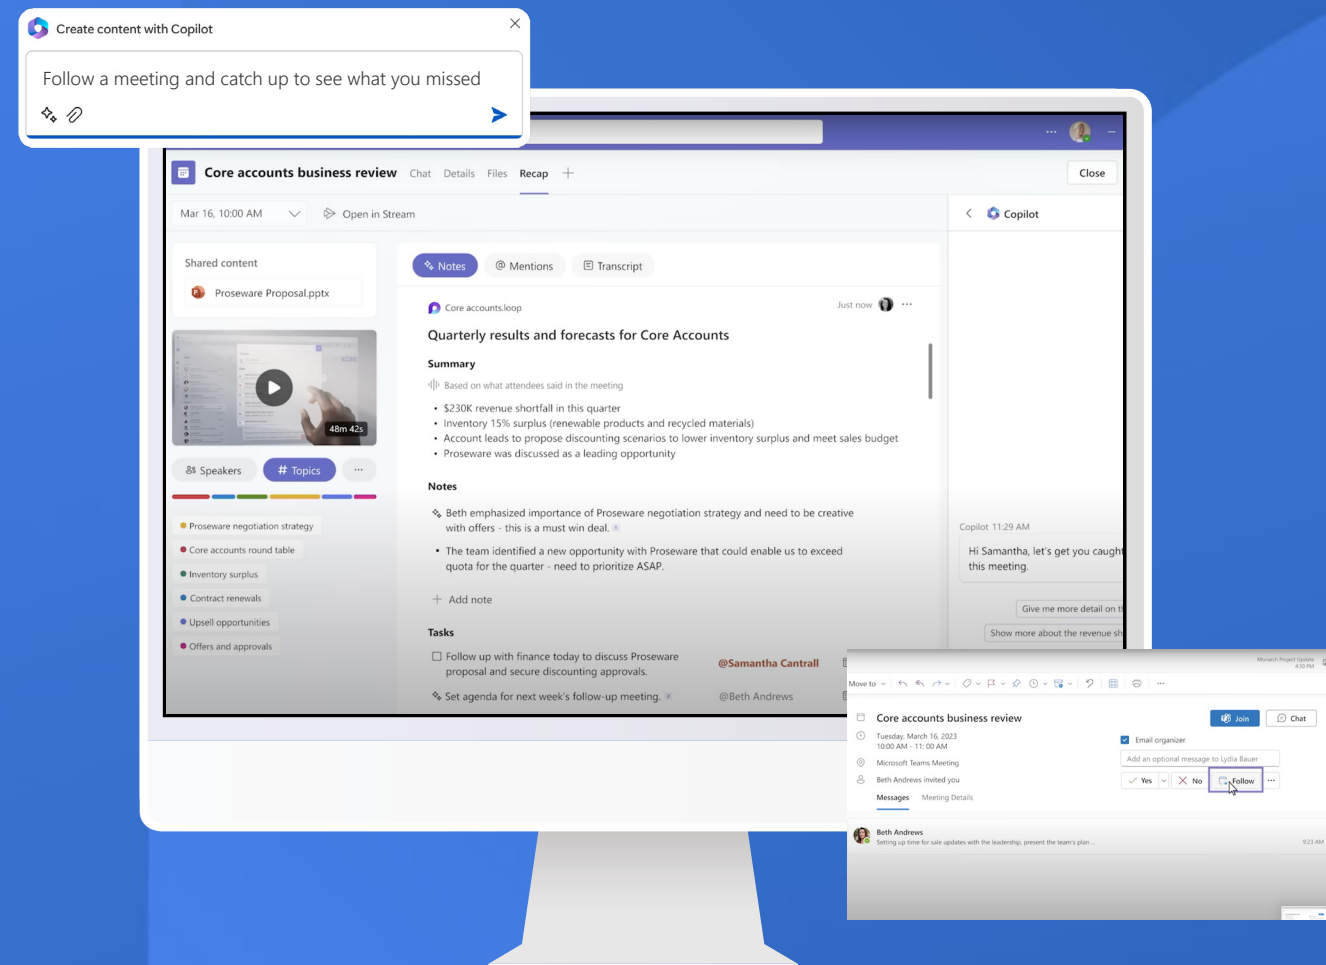 Create content with Copilot
Follow a meeting and catch up to see what you missed
Core accounts business review
Chat
Details
Files
Recap
Close
Mar 16, 10:00 AM
Open in Stream
Copilot
Shared content
Proseware Proposal.pptx
48m 42s
Speakers
# Topics
Proseware negotiation strategy
Core accounts round table
Inventory surplus
Contract renewals
Upsell opportunities
Offers and approvals
Notes
@ Mentions
Transcript
Core accounts.loop
Just now
Quarterly results and forecasts for Core Accounts
Summary
Based on what attendees said in the meeting
• $230K revenue shortfall in this quarter
• Inventory 15% surplus (renewable products and recycled materials)
• Account leads to propose discounting scenarios to lower inventory surplus and meet sales budget
• Proseware was discussed as a leading opportunity
Notes
Beth emphasized importance of Proseware negotiation strategy and need to be creative
with offers - this is a must win deal.
• The team identified a new opportunity with Proseware that could enable us to exceed
quota for the quarter - need to prioritize ASAP.
Add note
Tasks
Follow up with finance today to discuss Proseware
proposal and secure discounting approvals.
@Samantha Cantrall
Set agenda for next week's follow-up meeting.
@Beth Andrews
Copilot 11:29 AM
Hi Samantha, let's get you caught
this meeting.
Give me more detail on
Show more about the revenue
Monarch Project Update
4:30 PM
Move to
Core accounts business review
Join
Chat
Tuesday, March 16, 2023
10:00 AM - 11: 00 AM
Microsoft Teams Meeting
Beth Andrews invited you
Email organizer
Add an optional message to Lydia Bauer
Yes
No
Follow
Messages
Meeting Details
Beth Andrews
Setting up time for sale updates with the leadership, present the team's plan ...
9:23 AM